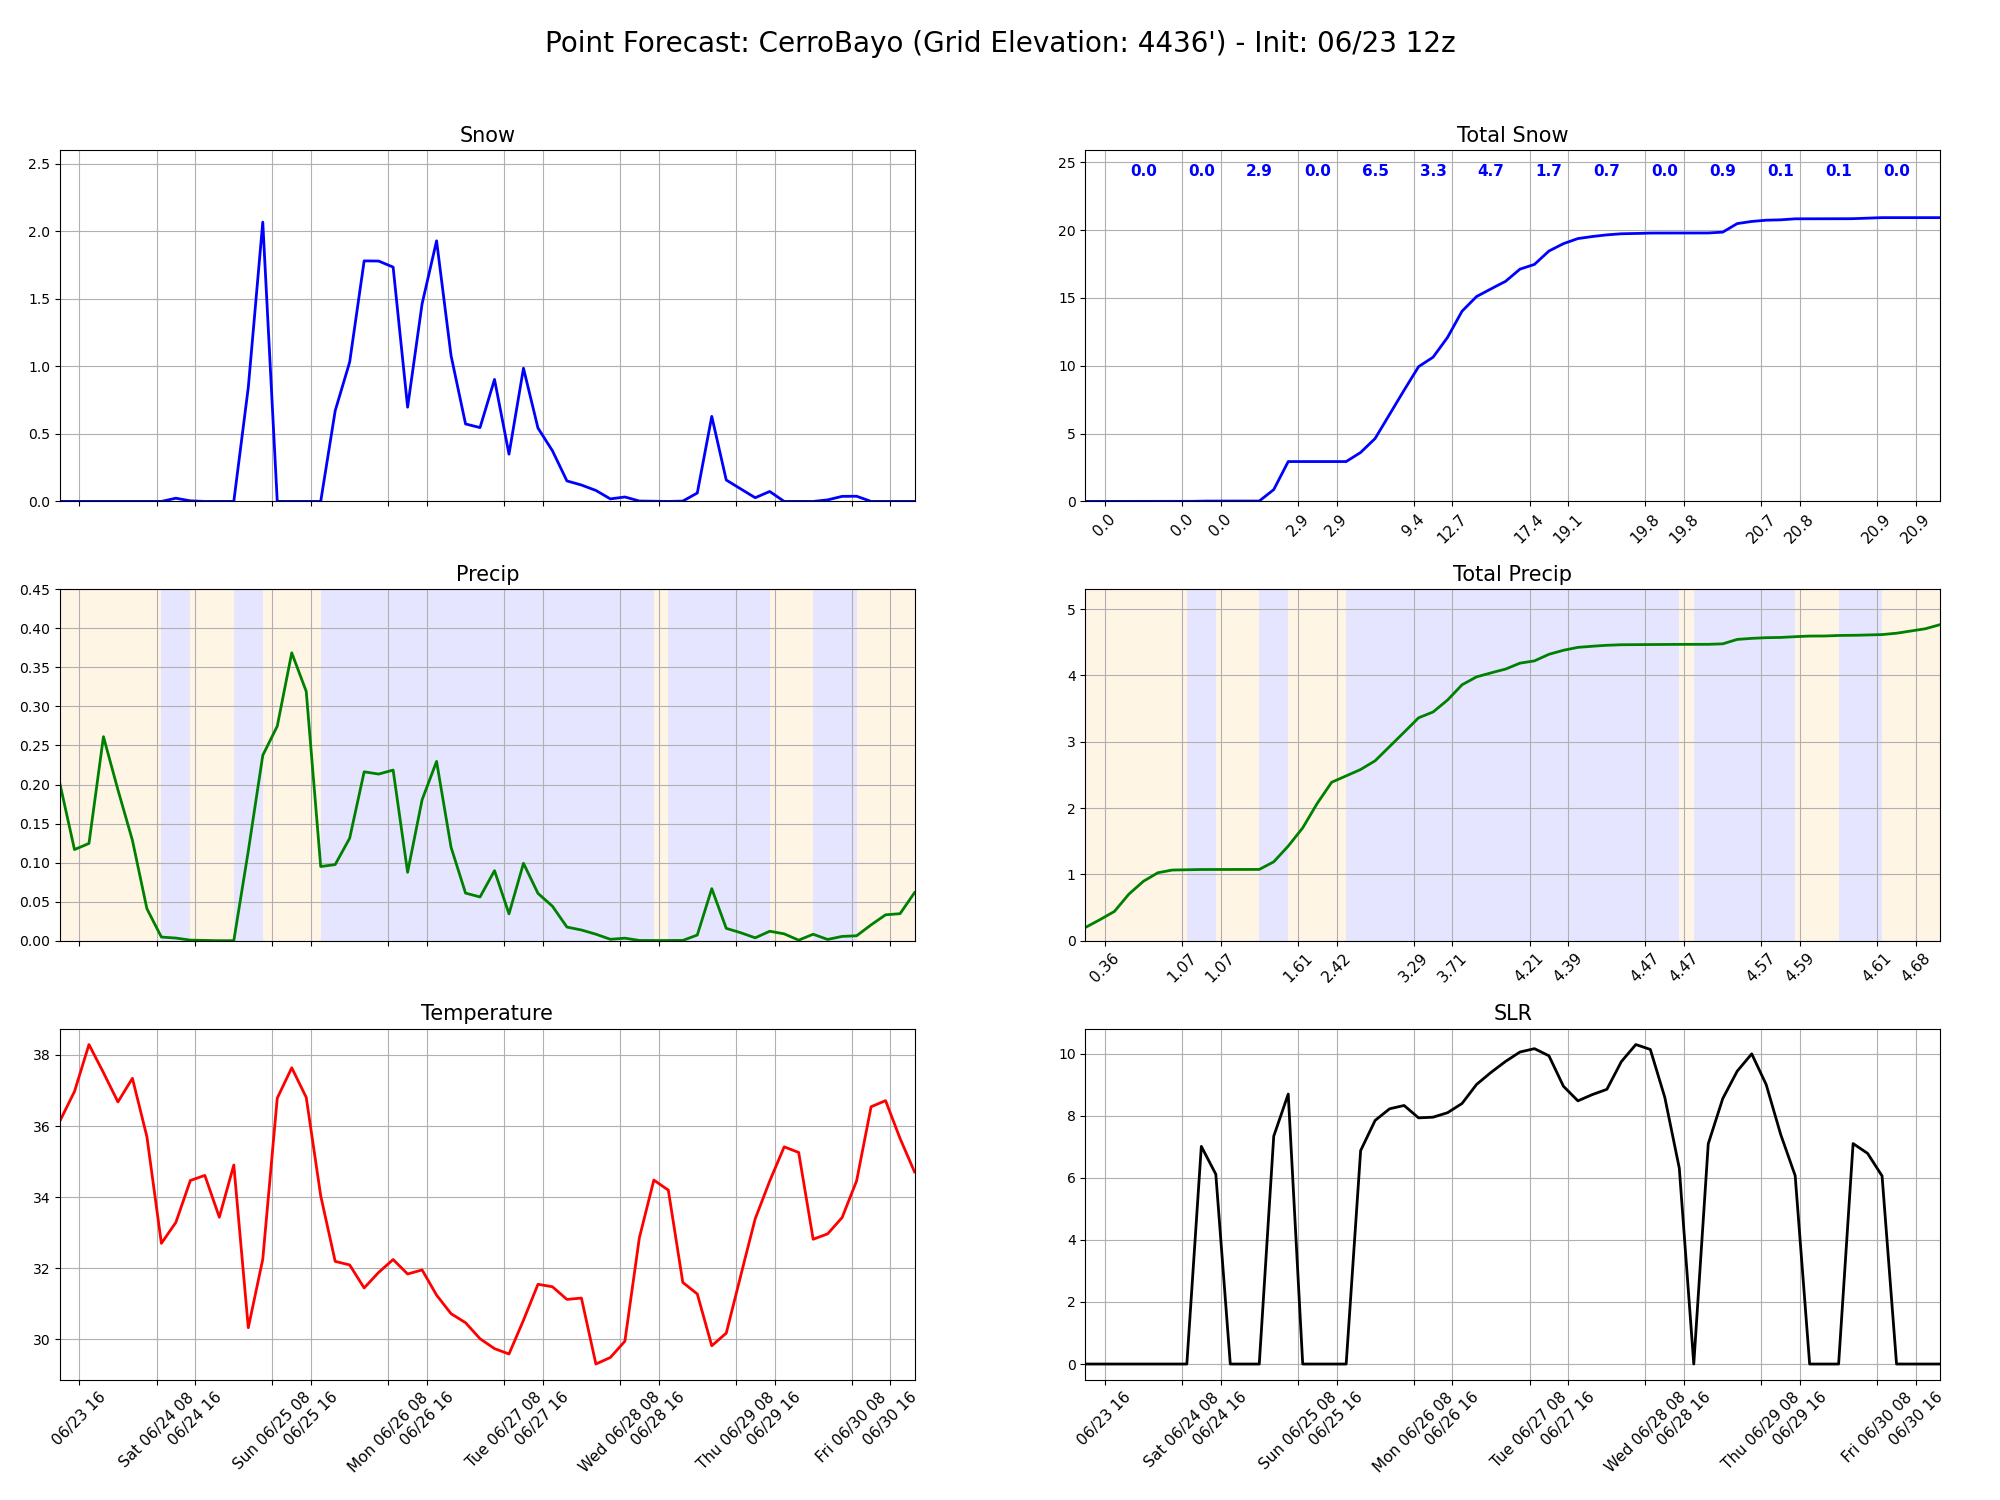 Point Forecast: CerroBayo (Grid Elevation: 4436') - Init: 06/23 12z
Snow
2.5
2.0
1.5
1.0
0.5
0.0
Total Snow
25
20
15
10
5
0
0.0 0.0 2.9 0.0 6.5 3.3 4.7 1.7 0.7 0.0 0.9 0.1 0.1 0.0
0.0 0.0 0.0 2.9 2.9 9.4 12.7 17.4 19.1 19.8 19.8 20.7 20.8 20.9 20.9
Precip
0.45
0.40
0.35
0.30
0.25
0.20
0.15
0.10
0.05
0.00
Total Precip
5
4
3
2
1
0
0.36 1.07 1.07 1.61 2.42 3.29 3.71 4.21 4.39 4.47 4.47 4.57 4.59 4.61 4.68
Temperature
38
36
34
32
30
06/23 16
Sat 06/24 08
06/24 16
Sun 06/25 08
06/25 16
Mon 06/26 08
06/26 16
Tue 06/27 08
06/27 16
Wed 06/28 08
06/28 16
Thu 06/29 08
06/29 16
Fri 06/30 08
06/30 16
SLR
10
8
6
4
2
0
06/23 16
Sat 06/24 08
06/24 16
Sun 06/25 08
06/25 16
Mon 06/26 08
06/26 16
Tue 06/27 08
06/27 16
Wed 06/28 08
06/28 16
Thu 06/29 08
06/29 16
Fri 06/30 08
06/30 16